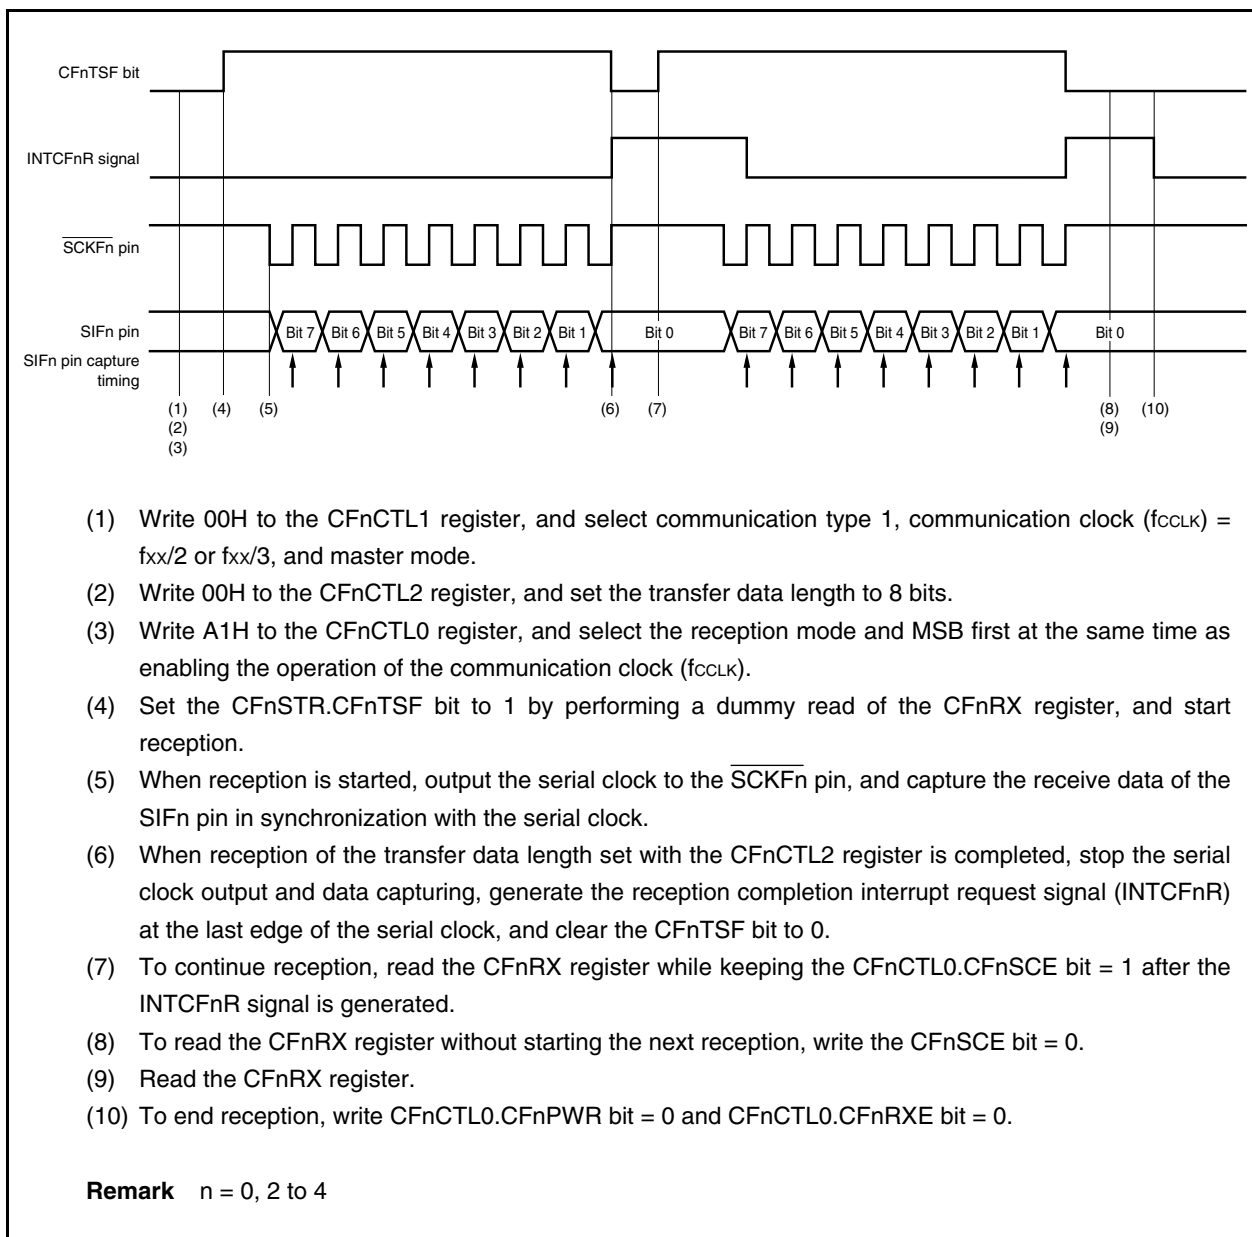 CFnTSF bit
INTCFnR signal
SCKFn pin
SIFn pin
Bit 7 Bit 6 Bit 5 Bit 4 Bit 3 Bit 2 Bit 1 Bit 0 Bit 7 Bit 6 Bit 5 Bit 4 Bit 3 Bit 2 Bit 1 Bit 0
SIFn pin capture
timing
(1) (4) (5) (6) (7) (8) (10)
(2) (9)
(3)
(1) Write 00H to the CFnCTL1 register, and select communication type 1, communication clock (fCCLK) =
fxx/2 or fxx/3, and master mode.
(2) Write 00H to the CFnCTL2 register, and set the transfer data length to 8 bits.
(3) Write A1H to the CFnCTL0 register, and select the reception mode and MSB first at the same time as
enabling the operation of the communication clock (fCCLK).
(4) Set the CFnSTR.CFnTSF bit to 1 by performing a dummy read of the CFnRX register, and start
reception.
(5) When reception is started, output the serial clock to the SCKFn pin, and capture the receive data of the
SIFn pin in synchronization with the serial clock.
(6) When reception of the transfer data length set with the CFnCTL2 register is completed, stop the serial
clock output and data capturing, generate the reception completion interrupt request signal (INTCFnR)
at the last edge of the serial clock, and clear the CFnTSF bit to 0.
(7) To continue reception, read the CFnRX register while keeping the CFnCTL0.CFnSCE bit = 1 after the
INTCFnR signal is generated.
(8) To read the CFnRX register without starting the next reception, write the CFnSCE bit = 0.
(9) Read the CFnRX register.
(10) To end reception, write CFnCTL0.CFnPWR bit = 0 and CFnCTL0.CFnRXE bit = 0.
Remark n = 0, 2 to 4